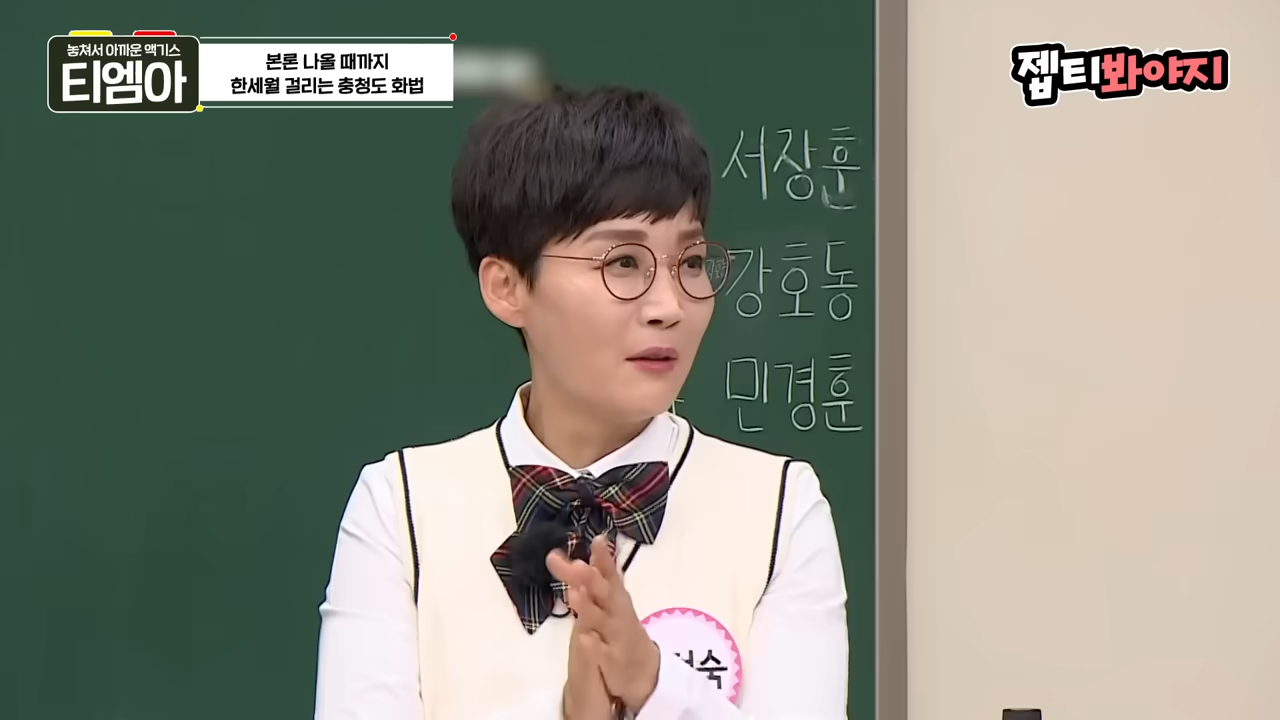 놓쳐서 아까운 액기스
티엠아
본론 나올 때까지
한세월 걸리는 충청도 화법
젭티봐야지
서장훈
강호동
민경훈
숙